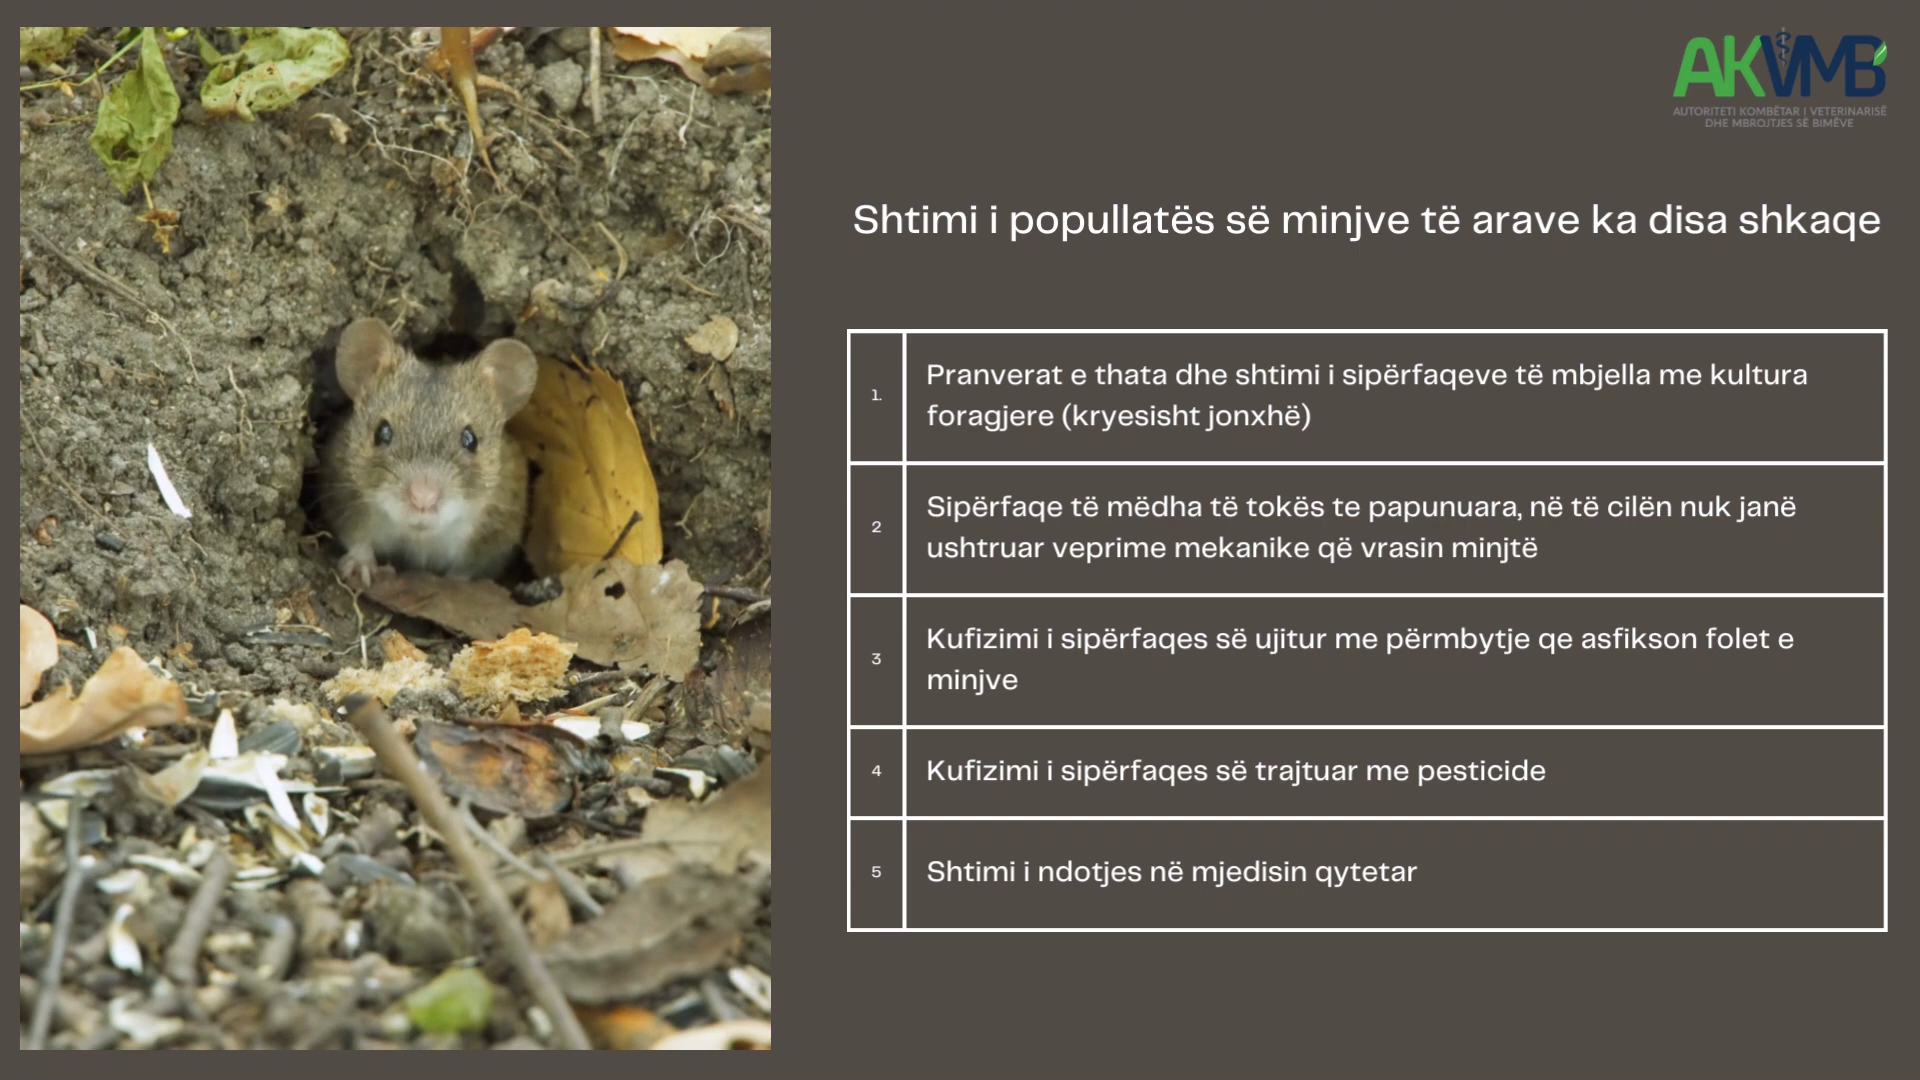 AKVMB
AUTORITETI KOMBËTAR I VETERINARISË
DHE MBROJTJES SË BIMËVE
Shtimi i popullatës së minjve të arave ka disa shkaqe
1. Pranverat e thata dhe shtimi i sipërfaqeve të mbjella me kultura
foragjere (kryesisht jonxhë)
2 Sipërfaqe të mëdha të tokës te papunuara, në të cilën nuk janë
ushtruar veprime mekanike që vrasin minjtë
3 Kufizimi i sipërfaqes së ujitur me përmbytje qe asfikson folet e
minjve
4 Kufizimi i sipërfaqes së trajtuar me pesticide
5 Shtimi i ndotjes në mjedisin qytetar